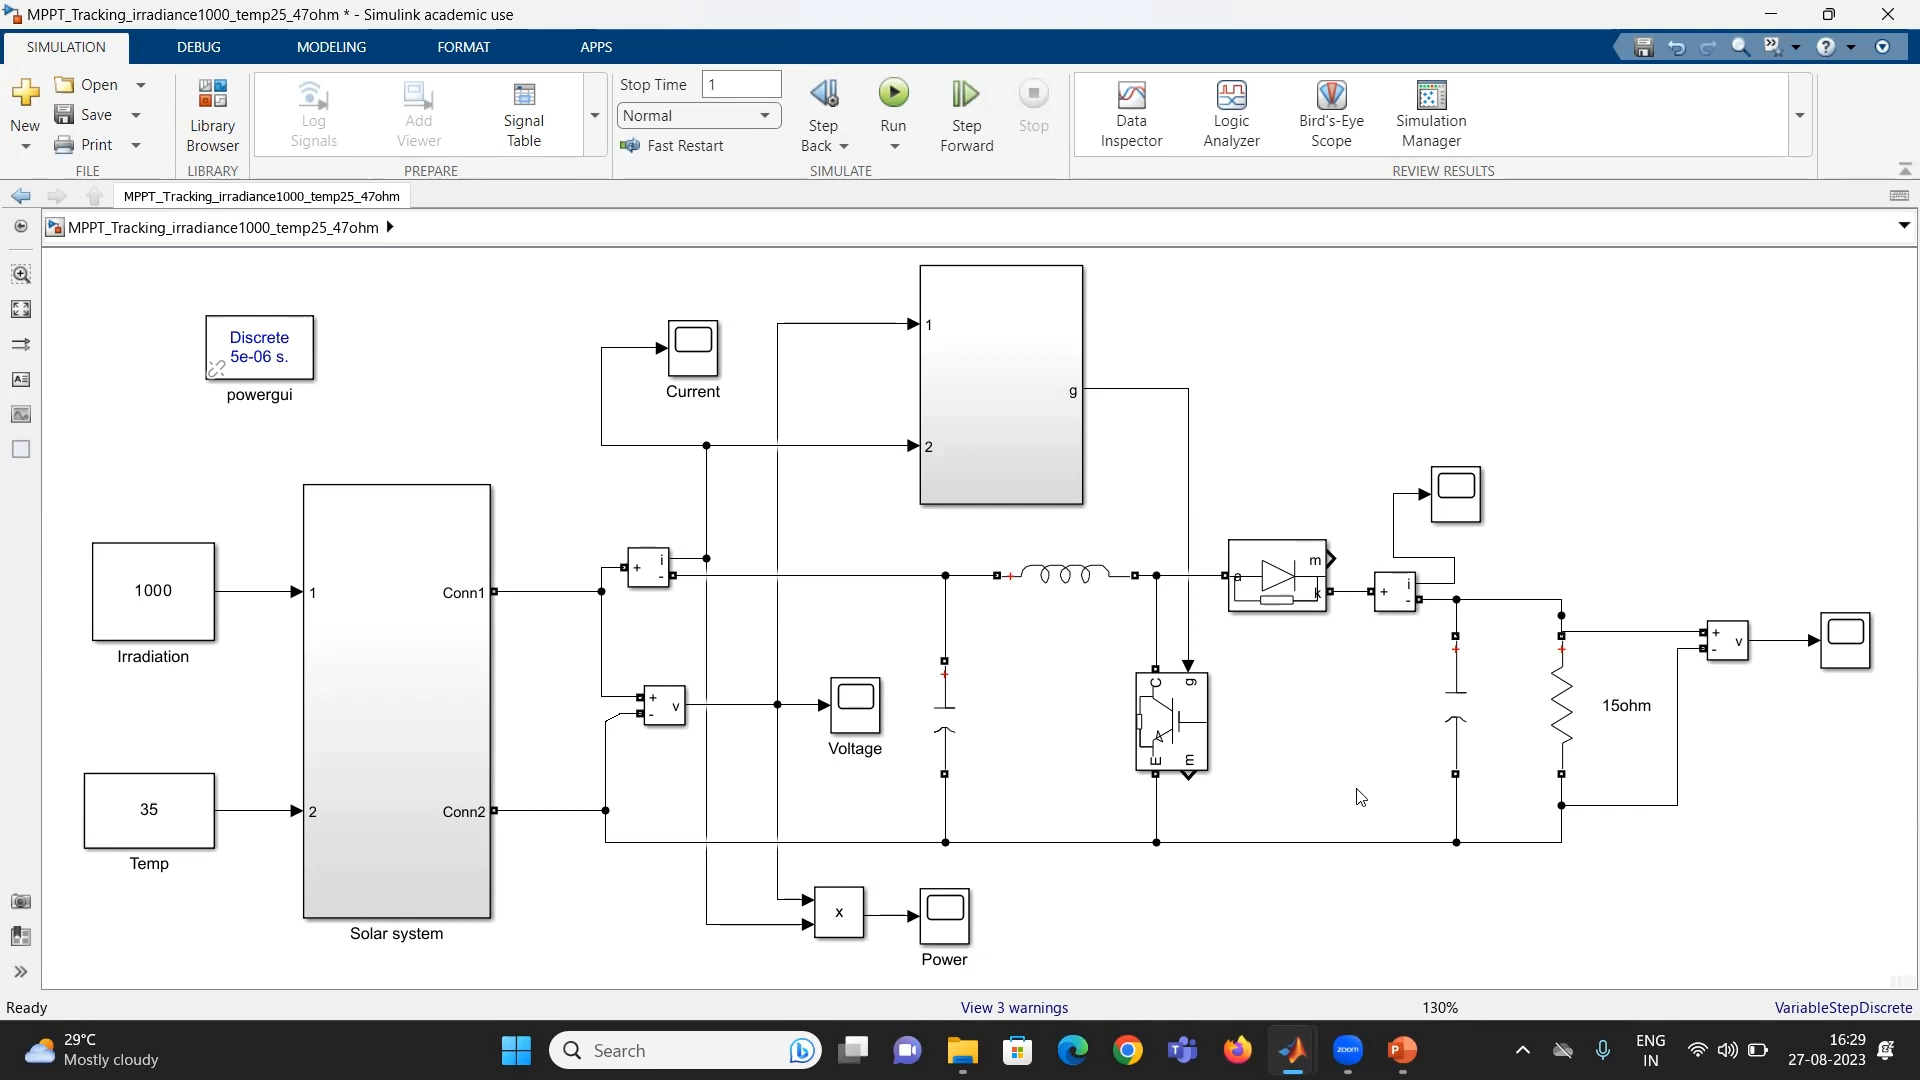 MPPT_Tracking_irradiance1000_temp25_47ohm * - Simulink academic use
SIMULATION
DEBUG
MODELING
FORMAT
APPS
New
Open
Save
Print
FILE
Library
Browser
LIBRARY
Log
Signals
Add
Viewer
Signal
Table
PREPARE
Stop Time 1
Normal
Fast Restart
Step
Back
Run
Step
Forward
Stop
SIMULATE
Data
Inspector
Logic
Analyzer
Bird's-Eye
Scope
Simulation
Manager
REVIEW RESULTS
MPPT_Tracking_irradiance1000_temp25_47ohm
MPPT_Tracking_irradiance1000_temp25_47ohm
Discrete
5e-06 s.
powergui
Current
1
2
g
1000
Irradiation
35
Temp
1
2
Conn1
Conn2
Solar system
+
i
-
+
-
v
Voltage
+
+
C
g
E
m
a
m
k
+
i
-
+
+
15ohm
+
-
v
x
Power
Ready
View 3 warnings
130%
VariableStepDiscrete
29°C
Mostly cloudy
Search
zoom
ENG
IN
16:29
27-08-2023